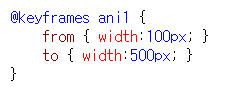 @keyframes ani1 {
    from { width:100px; }
    to { width:500px; }
}